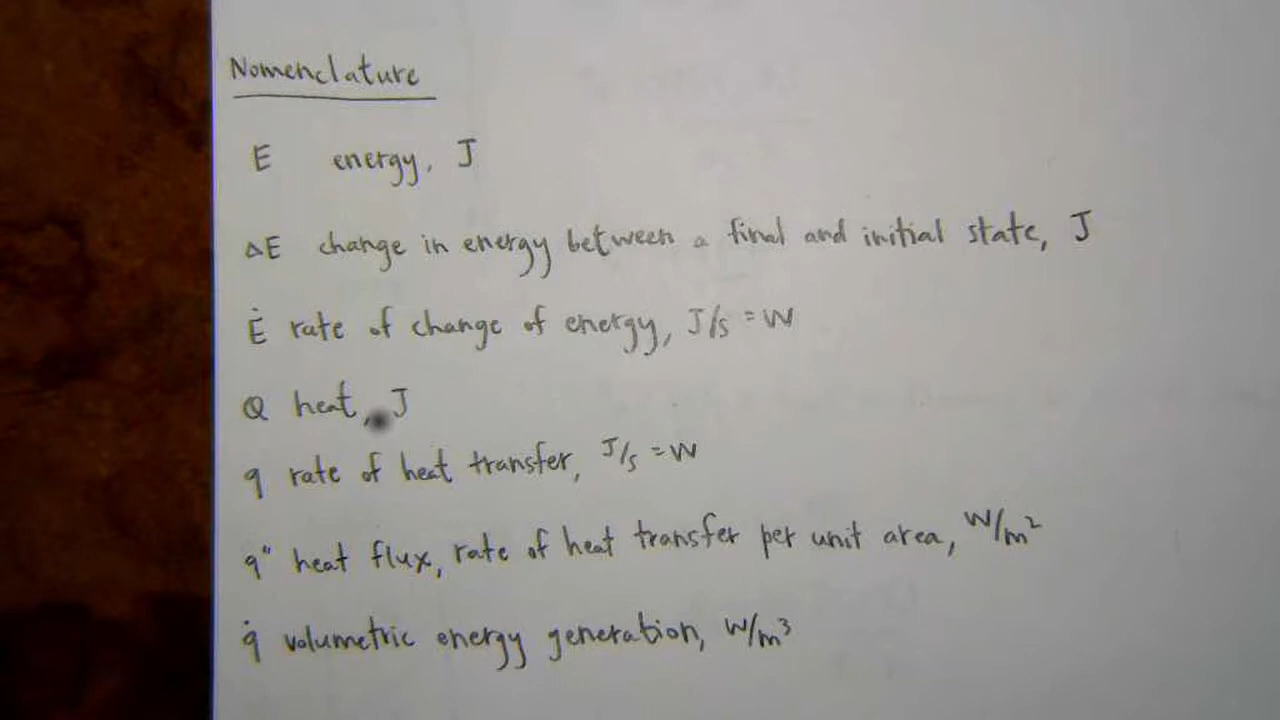 Nomenclature
E energy, J
ΔE change in energy between a final and initial state, J
Ė rate of change of energy, J/s = W
Q heat, J
q rate of heat transfer, J/s = W
q" heat flux, rate of heat transfer per unit area, W/m²
q̇ volumetric energy generation, W/m³